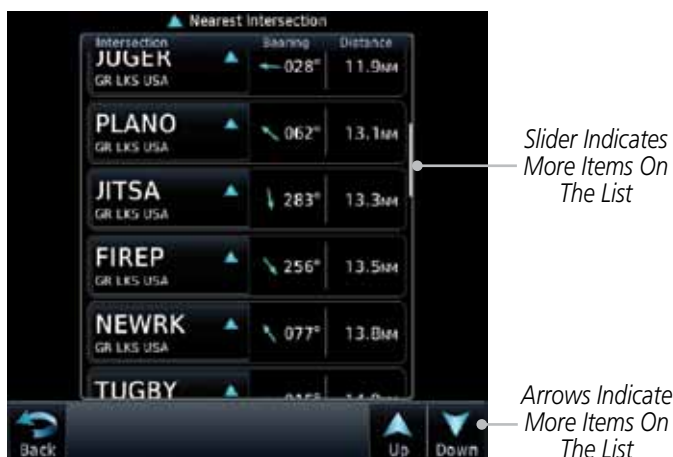 Nearest Intersection
Intersection Bearing Distance
JUGER 028° 11.9NM
GR LKS USA
PLANO 062° 13.1NM
GR LKS USA
Slider Indicates
More Items On
The List
JITSA 283° 13.3NM
GR LKS USA
FIREP 256° 13.5NM
GR LKS USA
NEWRK 077° 13.8NM
GR LKS USA
TUGBY
Arrows Indicate
More Items On
The List
Back Up Down